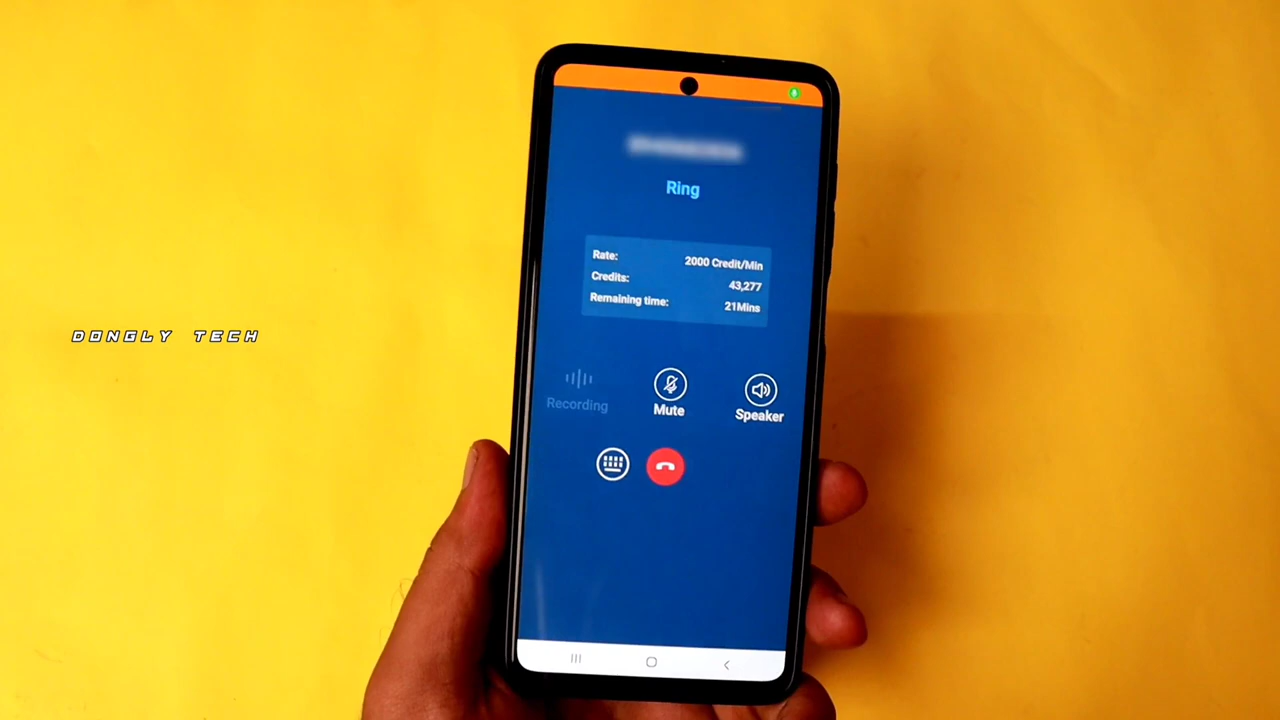 Ring
Rate: 2000 Credit/Min
Credits: 43,277
Remaining time: 21Mins
Recording Mute Speaker
DONGLY TECH